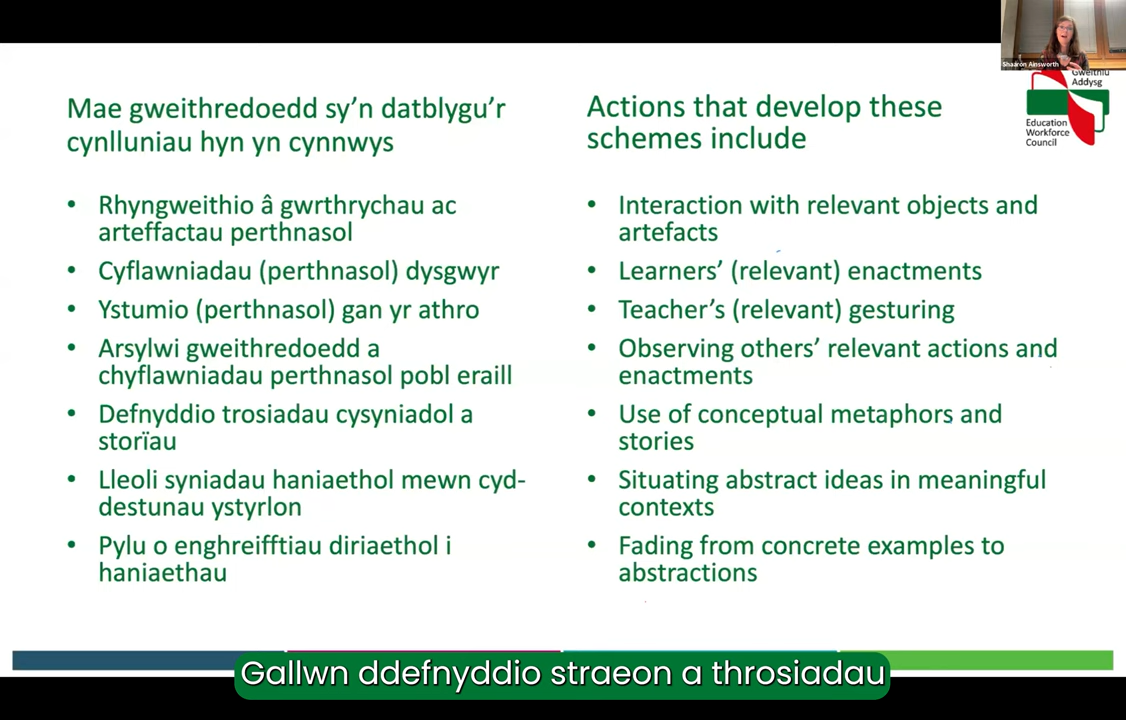 Shaaron Ainsworth
Gweithlu
Addysg
Education
Workforce
Council
Mae gweithredoedd sy'n datblygu'r
cynlluniau hyn yn cynnwys
• Rhyngweithio â gwrthrychau ac
arteffactau perthnasol
• Cyflawniadau (perthnasol) dysgwyr
• Ystumio (perthnasol) gan yr athro
• Arsylwi gweithredoedd a
chyflawniadau perthnasol pobl eraill
• Defnyddio trosiadau cysyniadol a
storïau
• Lleoli syniadau haniaethol mewn cyd-
destunau ystyrlon
• Pylu o enghreifftiau diriaethol i
haniaethau
Actions that develop these
schemes include
• Interaction with relevant objects and
artefacts
• Learners' (relevant) enactments
• Teacher's (relevant) gesturing
• Observing others' relevant actions and
enactments
• Use of conceptual metaphors and
stories
• Situating abstract ideas in meaningful
contexts
• Fading from concrete examples to
abstractions
Gallwn ddefnyddio straeon a throsiadau